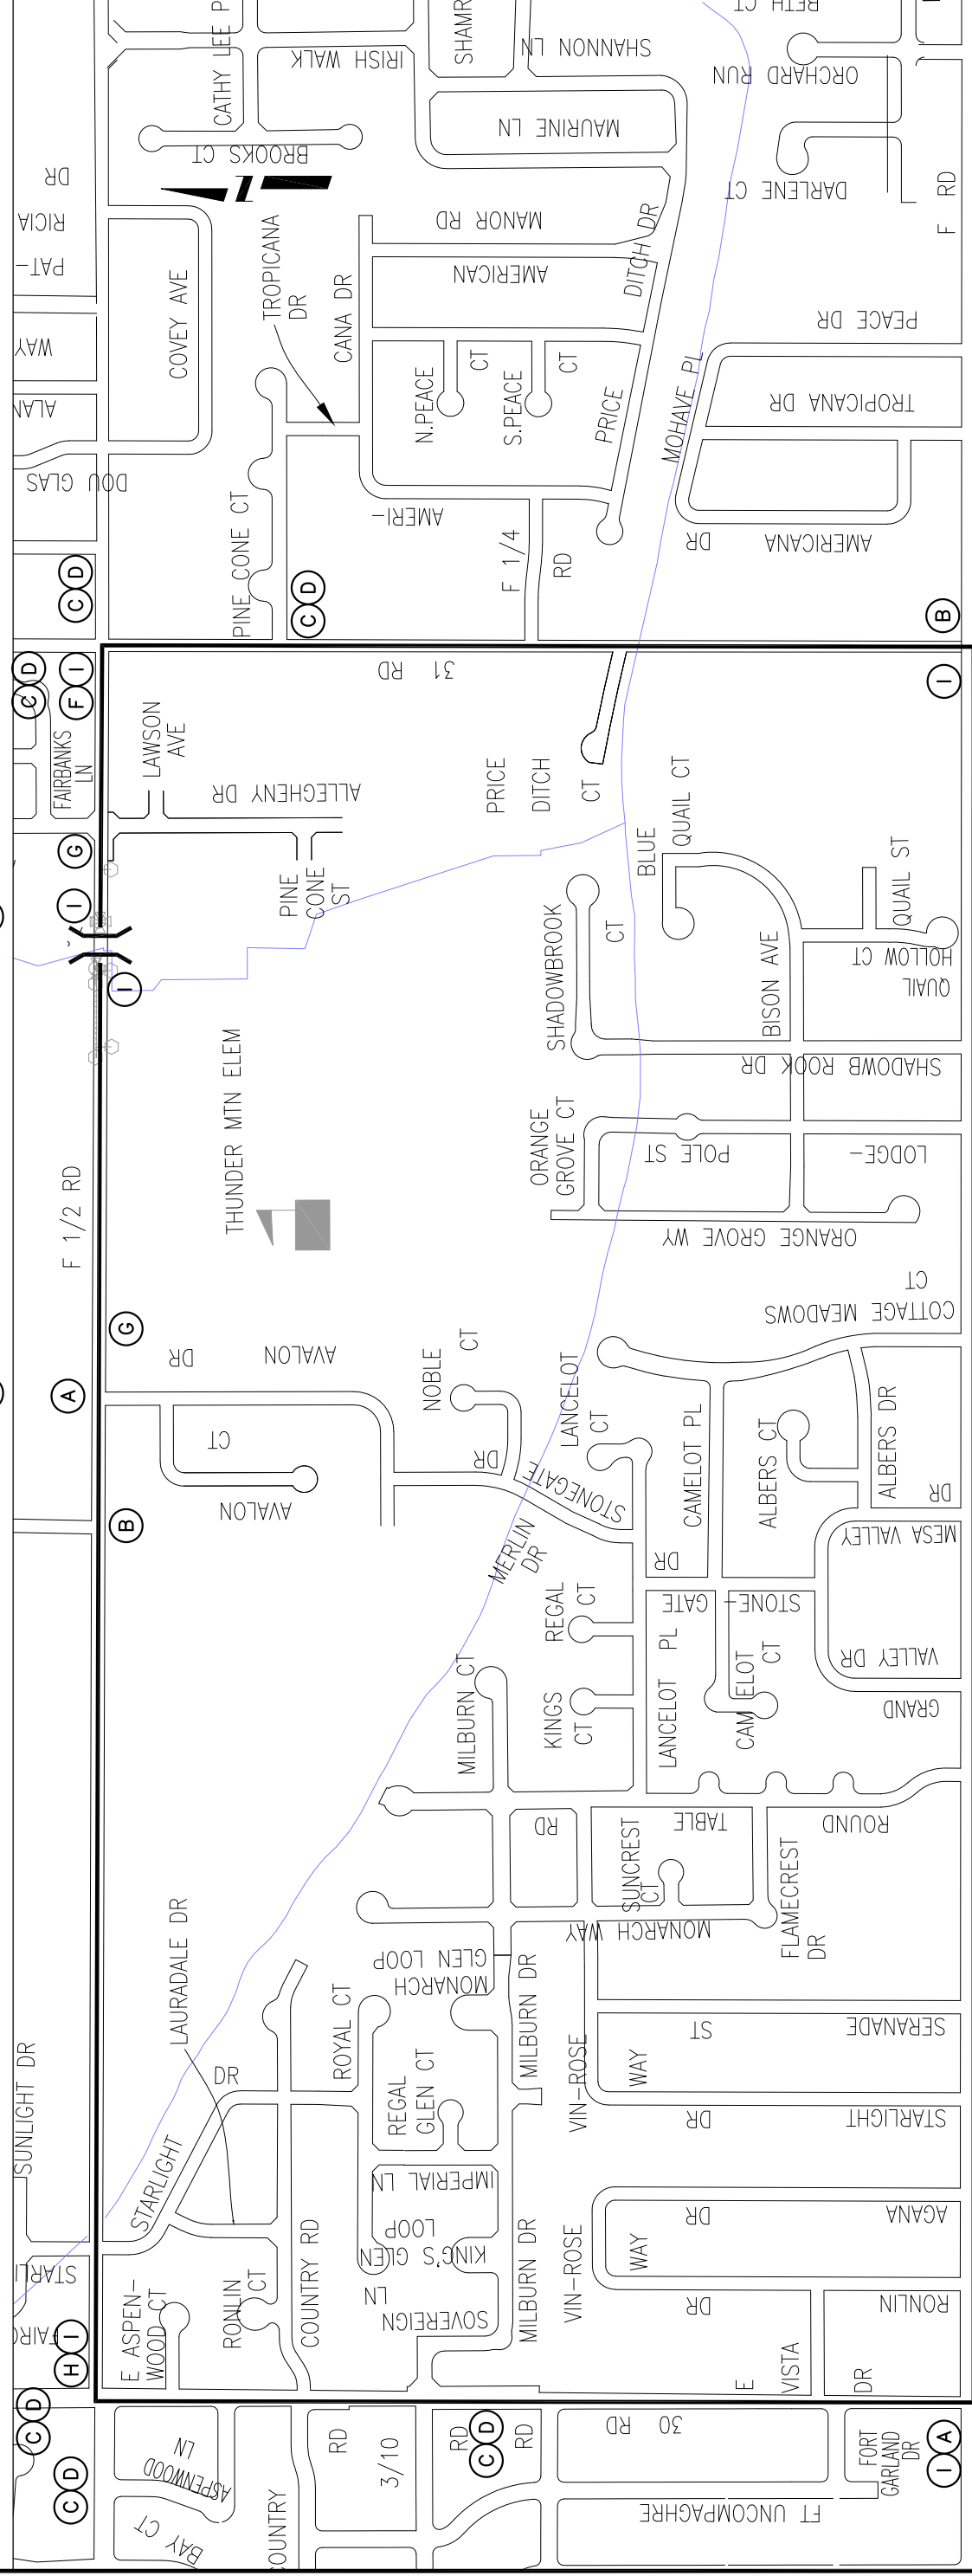 CATHY LEE P
SHAMR
BETH CT
IRISH WALK
SHANNON LN
ORCHARD RUN
BROOKS CT
MAURINE LN
DARLENE CT
DR
RICIA
PAT-
MANOR RD
AMERICAN
F RD
TROPICANA
DR
CANA DR
DITCH DR
COVEY AVE
WAY
ALAN
DOU GLAS
N.PEACE
CT
S.PEACE
CT
PRICE
MOHAVE PL
PEACE DR
TROPICANA DR
AMERICANA
DR
PINE CONE CT
AMERI-
F 1/4
RD
C D
C D
B
C D
F I
I
31 RD
FAIRBANKS
LN
LAWSON
AVE
ALLEGHENY DR
PRICE
DITCH
CT
G
I
I
PINE
CONE
ST
BLUE
QUAIL CT
SHADOWBROOK
CT
BISON AVE
QUAIL ST
HOLLOW CT
QUAIL
SHADOWB ROOK DR
THUNDER MTN ELEM
F 1/2 RD
ORANGE
GROVE CT
POLE ST
LODGE-
ORANGE GROVE WY
COTTAGE MEADOWS
CT
G
A
B
AVALON
DR
AVALON
CT
NOBLE
CT
LANCELOT
CT
STONEGATE
DR
MERLIN
DR
CAMELOT PL
ALBERS CT
ALBERS DR
MESA VALLEY
DR
REGAL
CT
STONE-
GATE
DR
LANCELOT PL
CAM ELOT
CT
GRAND
VALLEY DR
KINGS
CT
MILBURN CT
ROUND
TABLE
RD
SUNCREST
CT
MONARCH WAY
FLAMECREST
DR
MONARCH
GLEN LOOP
LAURADALE DR
ROYAL CT
MILBURN DR
VIN-ROSE
WAY
SERANADE
ST
STARLIGHT
DR
SUNLIGHT DR
STARLIGHT
DR
REGAL
GLEN CT
IMPERIAL LN
KING'S GLEN
LOOP
SOVEREIGN
LN
AGANA
DR
VIN-ROSE
WAY
RONLIN
DR
MILBURN DR
COUNTRY RD
RONLIN
CT
E ASPEN-
WOOD CT
STARLI
FAIRC
H I
C D
C D
E
VISTA
DR
30 RD
RD
3/10
RD
RD
C D
I A
FORT
GARLAND
DR
FT UNCOMPAGHRE
ASPENWOOD
LN
BAY CT
COUNTRY